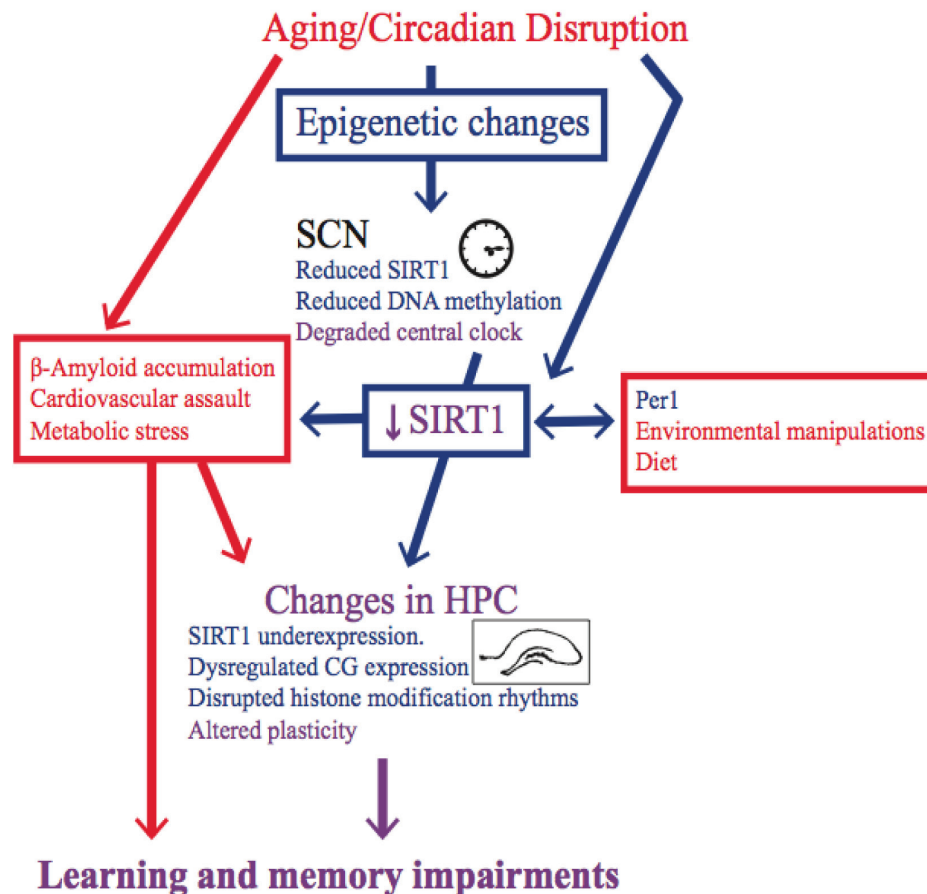 Aging/Circadian Disruption
Epigenetic changes
SCN
Reduced SIRT1
Reduced DNA methylation
Degraded central clock
β-Amyloid accumulation
Cardiovascular assault
Metabolic stress
↓ SIRT1
Per1
Environmental manipulations
Diet
Changes in HPC
SIRT1 underexpression.
Dysregulated CG expression
Disrupted histone modification rhythms
Altered plasticity
Learning and memory impairments